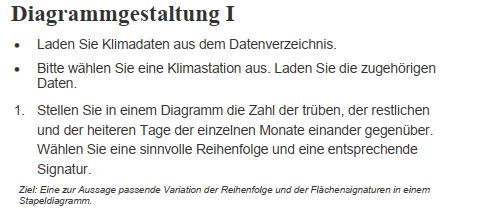 Diagrammgestaltung I
• Laden Sie Klimadaten aus dem Datenverzeichnis.
• Bitte wählen Sie eine Klimastation aus. Laden Sie die zugehörigen
Daten.
1. Stellen Sie in einem Diagramm die Zahl der trüben, der restlichen
und der heiteren Tage der einzelnen Monate einander gegenüber.
Wählen Sie eine sinnvolle Reihenfolge und eine entsprechende
Signatur.
Ziel: Eine zur Aussage passende Variation der Reihenfolge und der Flächensignaturen in einem
Stapeldiagramm.